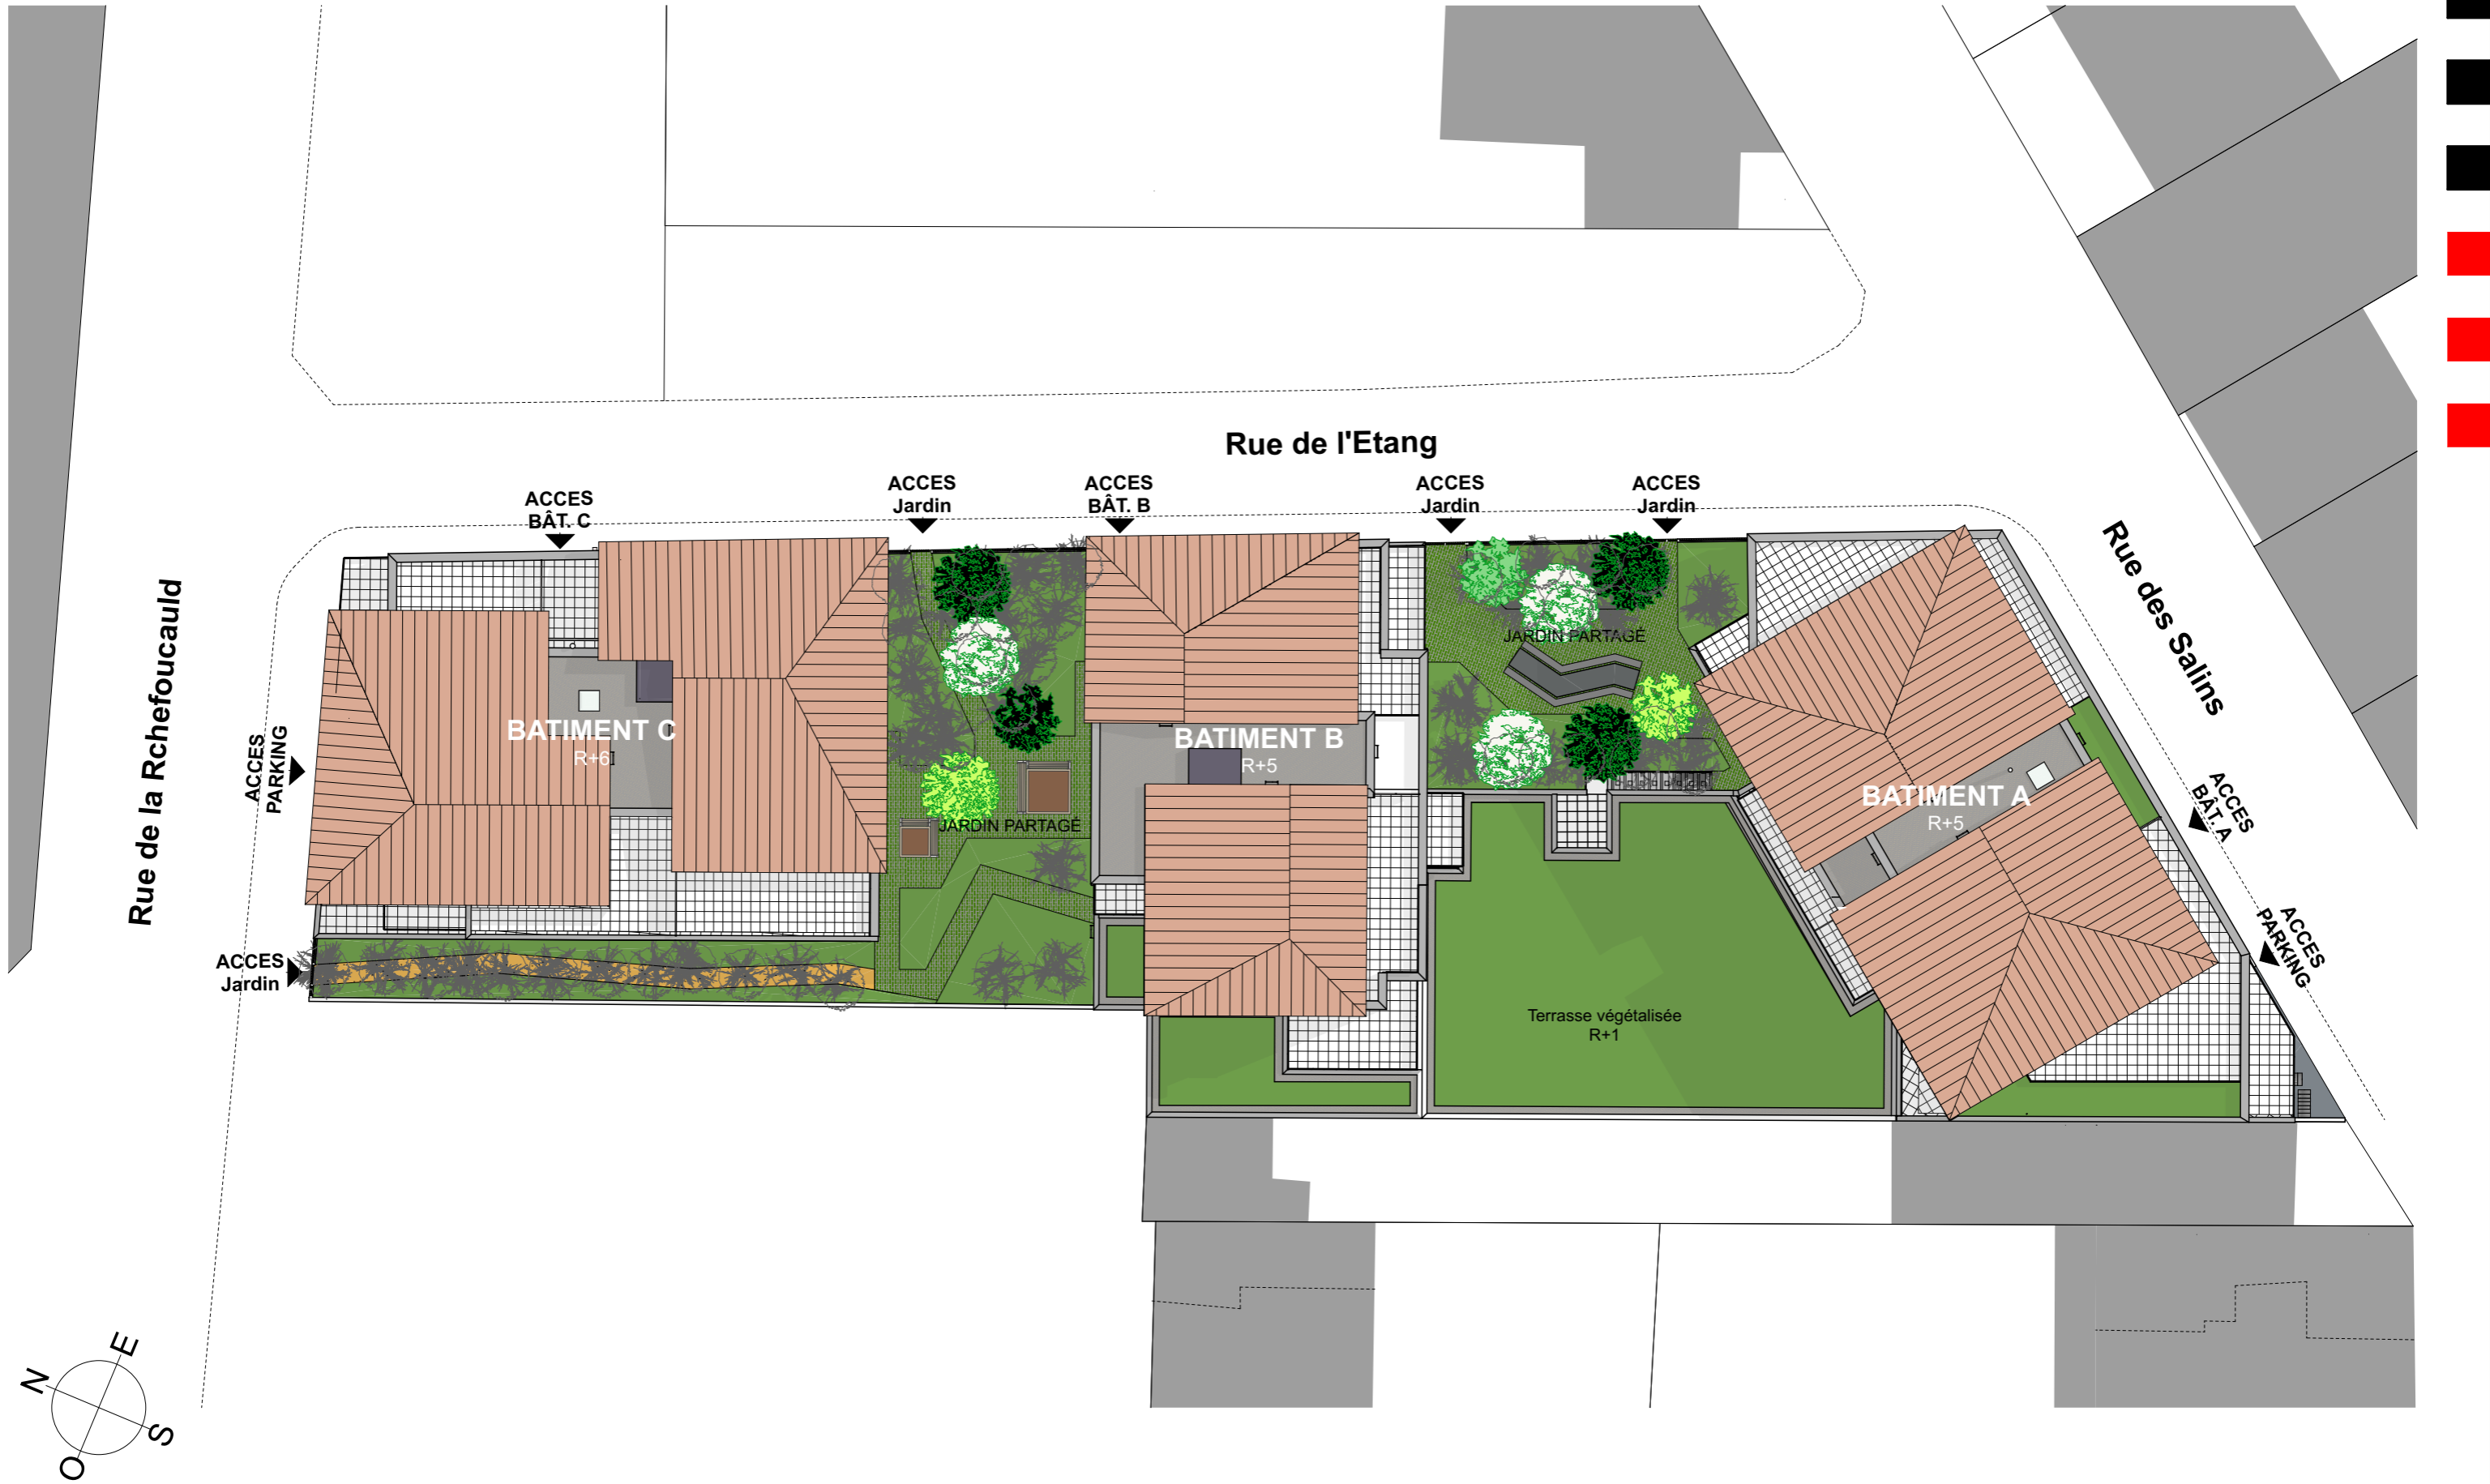 Rue de l'Etang
ACCES
BÂT. C
ACCES
Jardin
ACCES
BÂT. B
ACCES
Jardin
ACCES
Jardin
Rue des Salins
Rue de la Rchefoucauld
ACCES
PARKING
JARDIN PARTAGÉ
BATIMENT C
R+6
BATIMENT B
R+5
BATIMENT A
R+5
ACCES
BÂT. A
JARDIN PARTAGÉ
ACCES
PARKING
ACCES
Jardin
Terrasse végétalisée
R+1
N
E
S
O